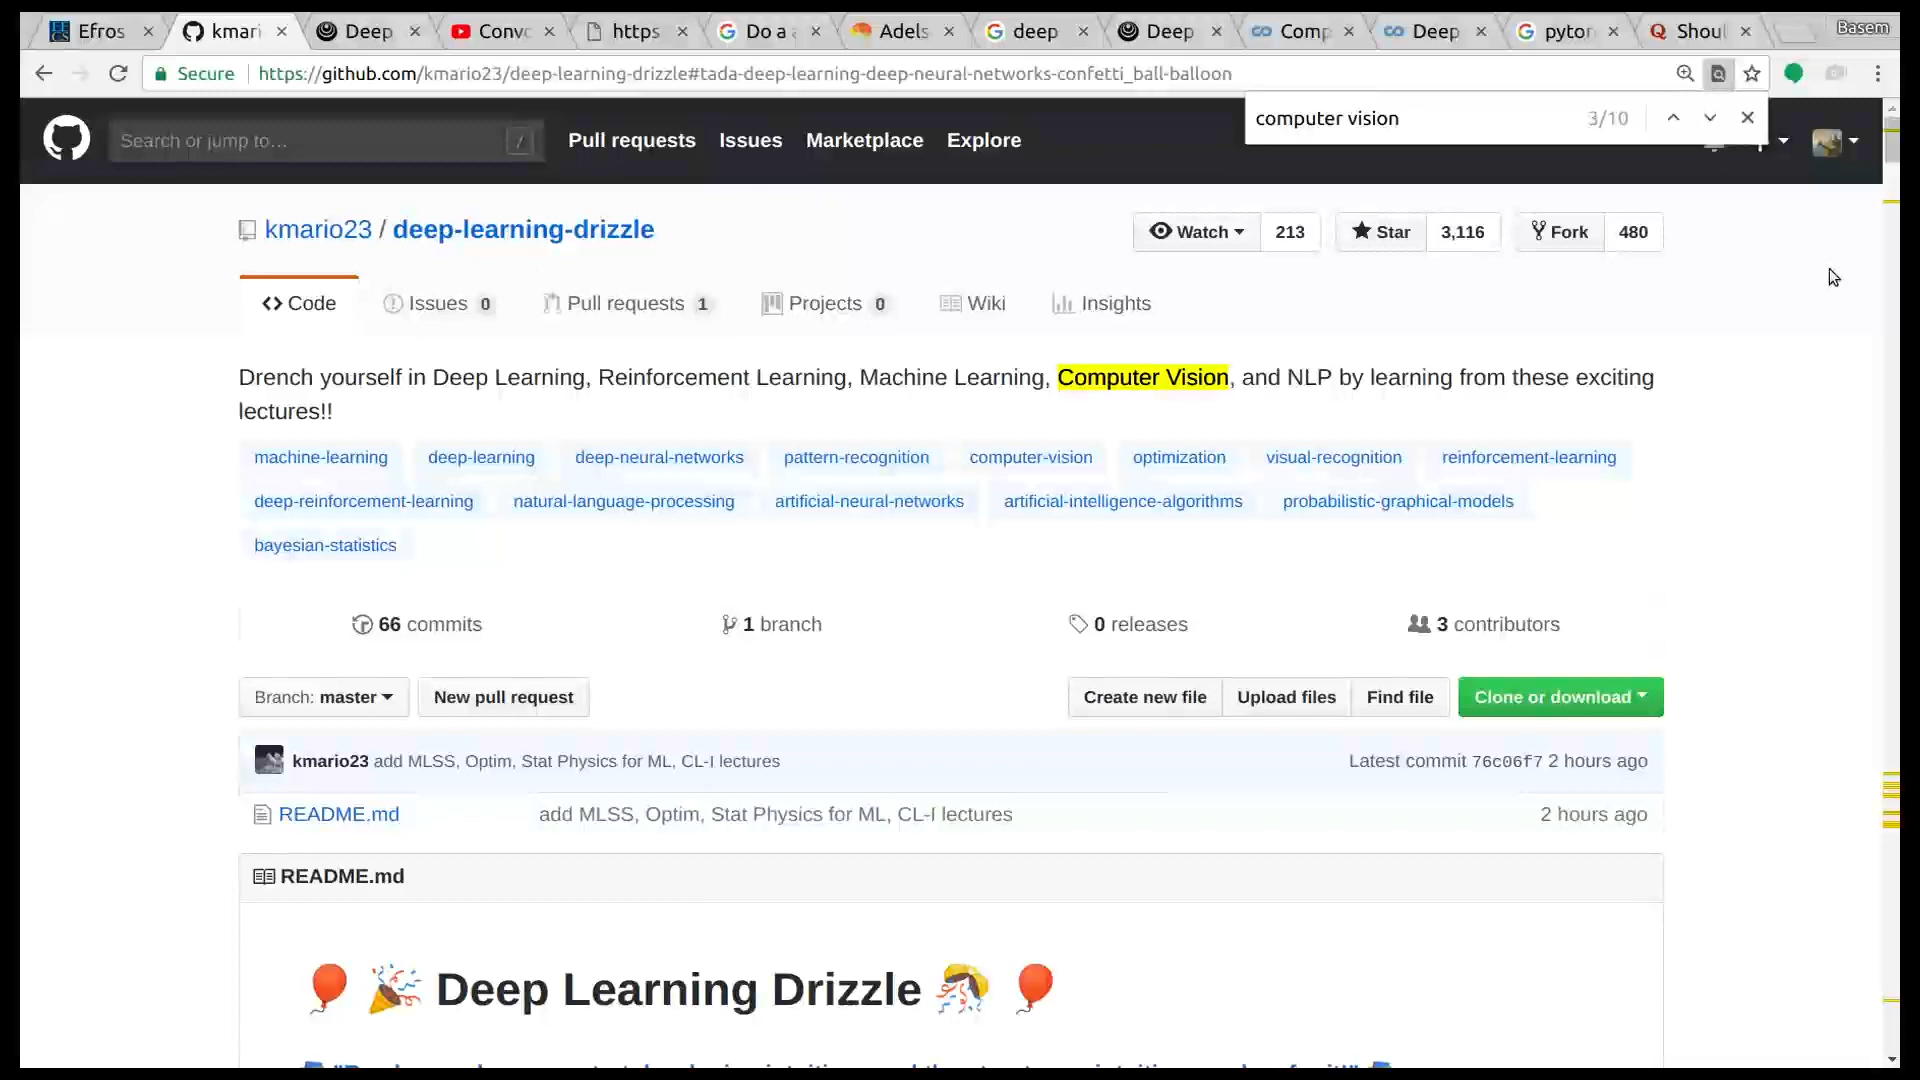 Efros
kmari
Deep
Convo
https
Do a a
Adels
deep
Deep
Comp
Deep
pytor
Shoul
Basem
Secure
https://github.com/kmario23/deep-learning-drizzle#tada-deep-learning-deep-neural-networks-confetti_ball-balloon
computer vision 3/10
Search or jump to... /
Pull requests Issues Marketplace Explore
kmario23 / deep-learning-drizzle
Watch 213 Star 3,116 Fork 480
Code Issues 0 Pull requests 1 Projects 0 Wiki Insights
Drench yourself in Deep Learning, Reinforcement Learning, Machine Learning, Computer Vision, and NLP by learning from these exciting
lectures!!
machine-learning deep-learning deep-neural-networks pattern-recognition computer-vision optimization visual-recognition reinforcement-learning
deep-reinforcement-learning natural-language-processing artificial-neural-networks artificial-intelligence-algorithms probabilistic-graphical-models
bayesian-statistics
66 commits 1 branch 0 releases 3 contributors
Branch: master New pull request Create new file Upload files Find file Clone or download
kmario23 add MLSS, Optim, Stat Physics for ML, CL-I lectures Latest commit 76c06f7 2 hours ago
README.md add MLSS, Optim, Stat Physics for ML, CL-I lectures 2 hours ago
README.md
Deep Learning Drizzle